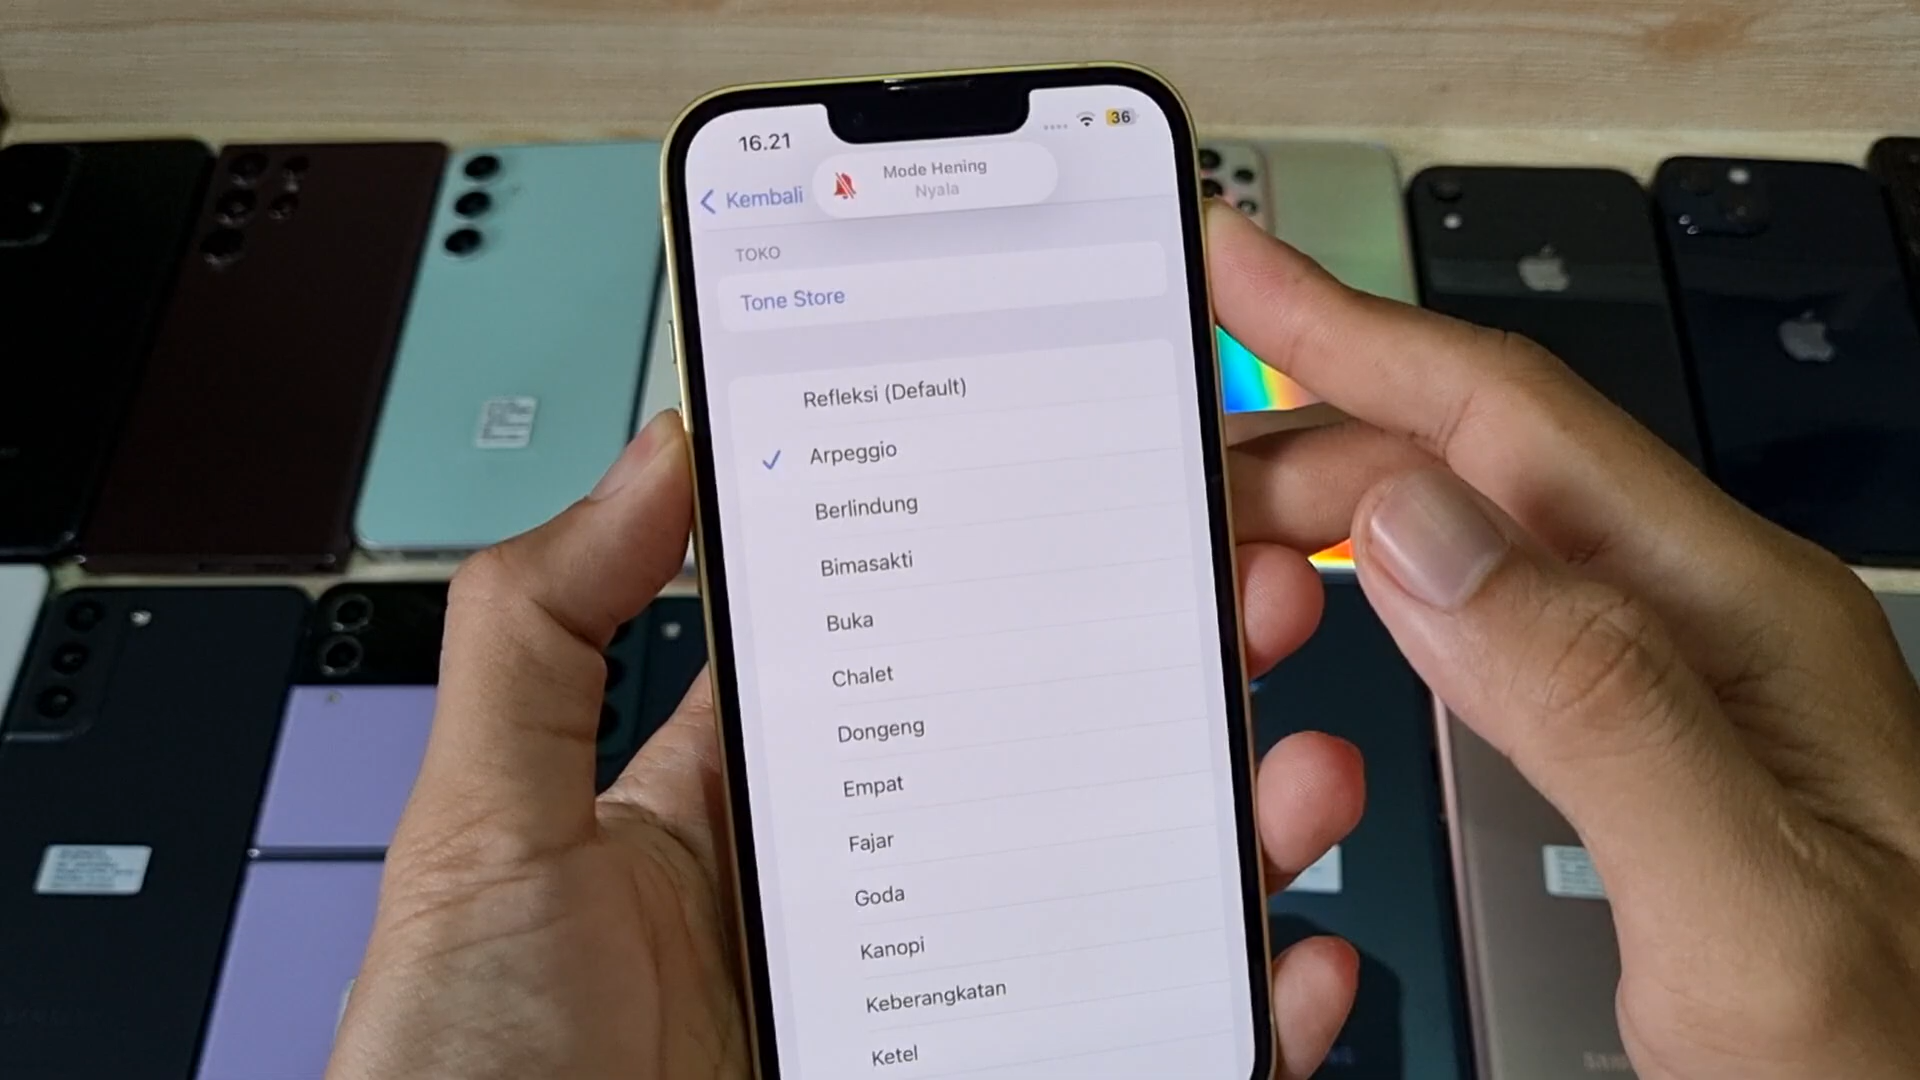 16.21
36
Mode Hening
Nyala
Kembali
TOKO
Tone Store
Refleksi (Default)
Arpeggio
Berlindung
Bimasakti
Buka
Chalet
Dongeng
Empat
Fajar
Goda
Kanopi
Keberangkatan
Ketel